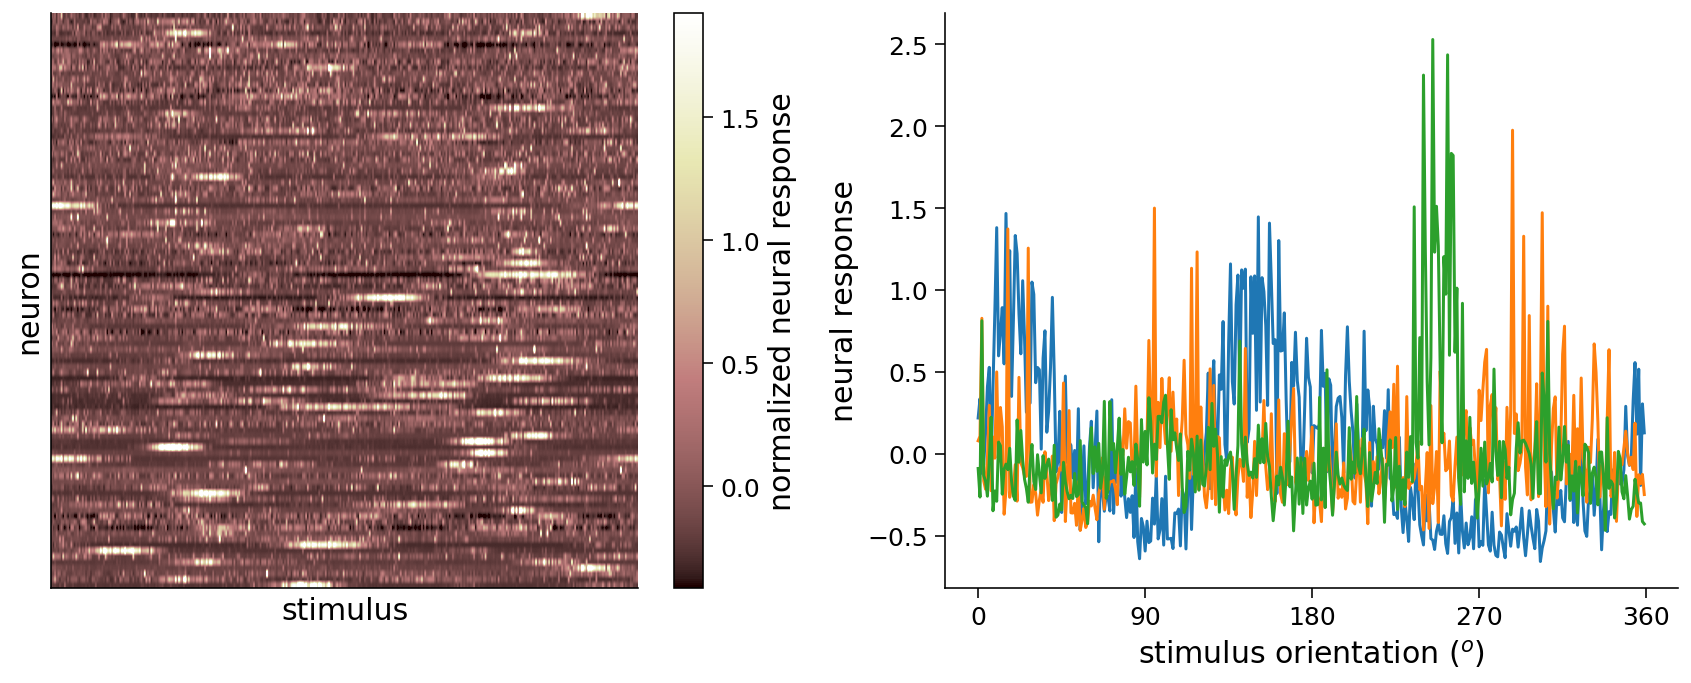 neuron
stimulus
1.5
1.0
0.5
0.0
normalized neural response
neural response
2.5
2.0
1.5
1.0
0.5
0.0
−0.5
0 90 180 270 360
stimulus orientation (o)